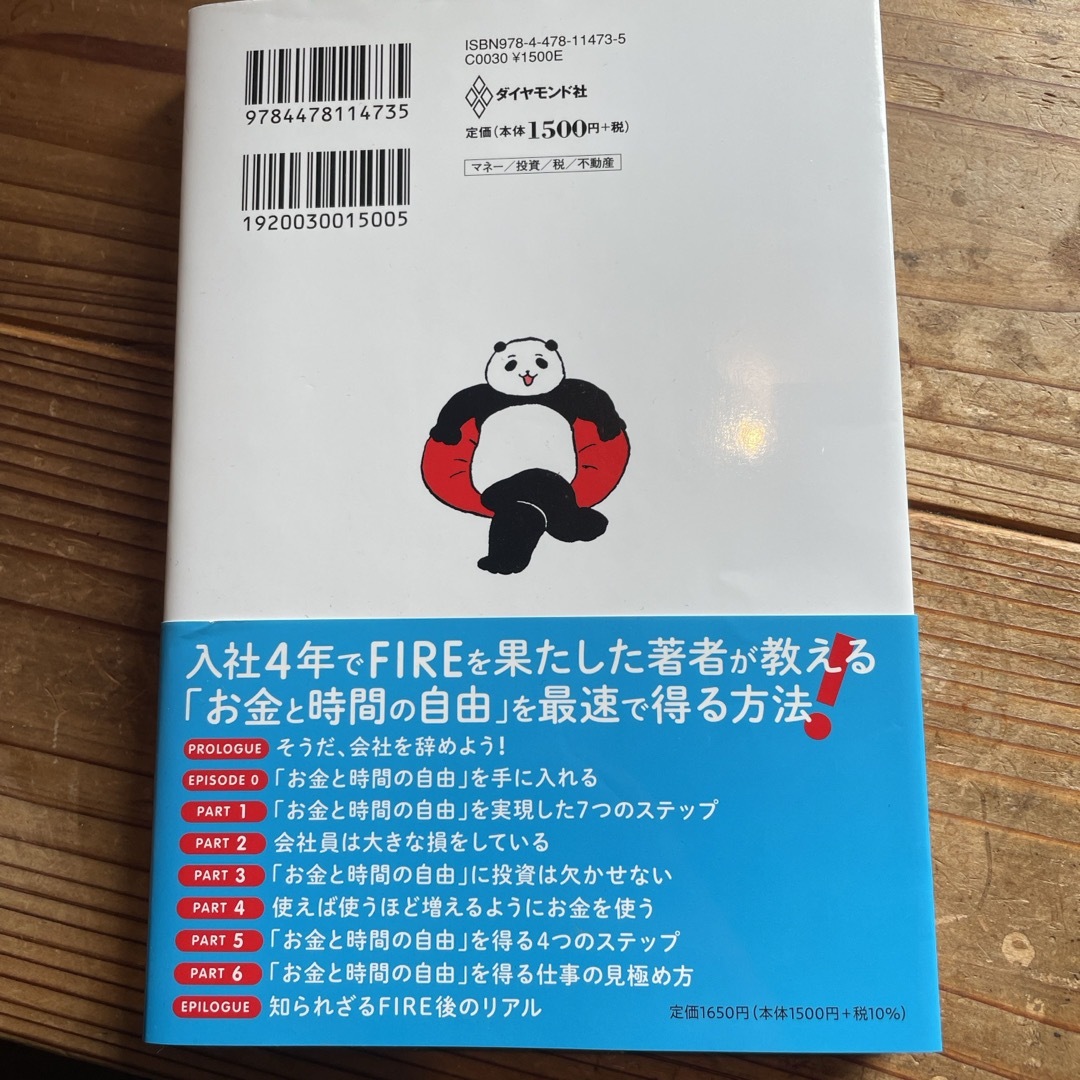 9784478114735
1920030015005
ISBN978-4-478-11473-5
C0030 ¥1500E
ダイヤモンド社
定価(本体1500円+税)
マネー/投資/税/不動産
入社4年でFIREを果たした著者が教える
「お金と時間の自由」を最速で得る方法!
PROLOGUE そうだ、会社を辞めよう!
EPISODE 0 「お金と時間の自由」を手に入れる
PART 1 「お金と時間の自由」を実現した7つのステップ
PART 2 会社員は大きな損をしている
PART 3 「お金と時間の自由」に投資は欠かせない
PART 4 使えば使うほど増えるようにお金を使う
PART 5 「お金と時間の自由」を得る4つのステップ
PART 6 「お金と時間の自由」を得る仕事の見極め方
EPILOGUE 知られざるFIRE後のリアル
定価1650円(本体1500円+税10%)